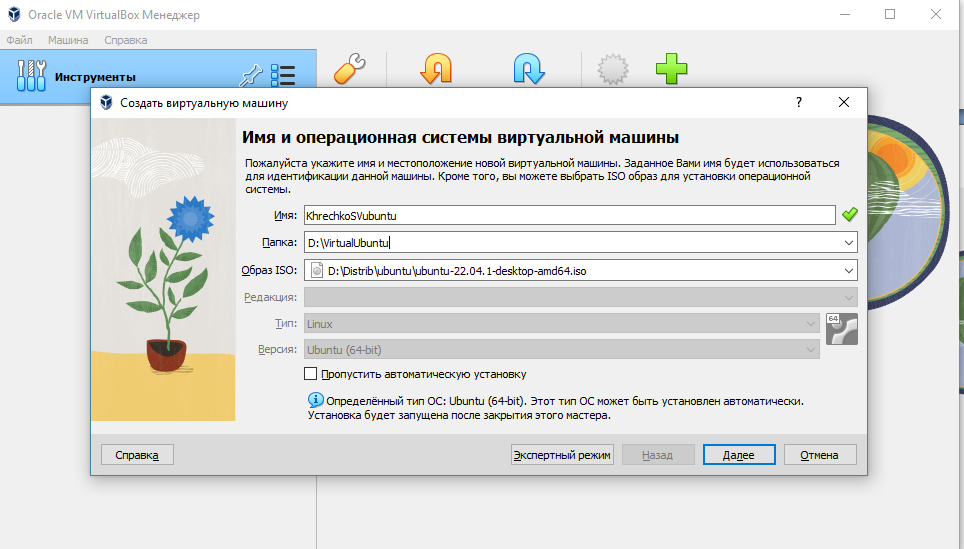 Oracle VM VirtualBox Менеджер
Файл Машина Справка
Инструменты
Создать виртуальную машину
?
Имя и операционная системы виртуальной машины
Пожалуйста укажите имя и местоположение новой виртуальной машины. Заданное Вами имя будет использоваться
для идентификации данной машины. Кроме того, вы можете выбрать ISO образ для установки операционной
системы.
Имя: KhrechkoSVubuntu
Папка: D:\VirtualUbuntu
Образ ISO: D:\Distrib\ubuntu\ubuntu-22.04.1-desktop-amd64.iso
Редакция:
Тип: Linux
64
Версия: Ubuntu (64-bit)
Пропустить автоматическую установку
Определённый тип ОС: Ubuntu (64-bit). Этот тип ОС может быть установлен автоматически.
Установка будет запущена после закрытия этого мастера.
Справка Экспертный режим Назад Далее Отмена